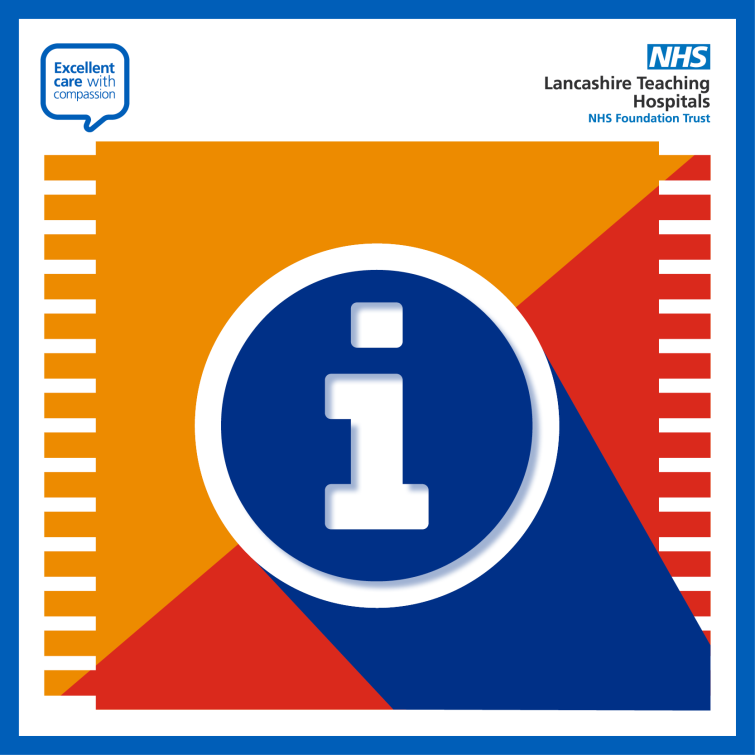 Excellent
care with
compassion
NHS
Lancashire Teaching
Hospitals
NHS Foundation Trust
i